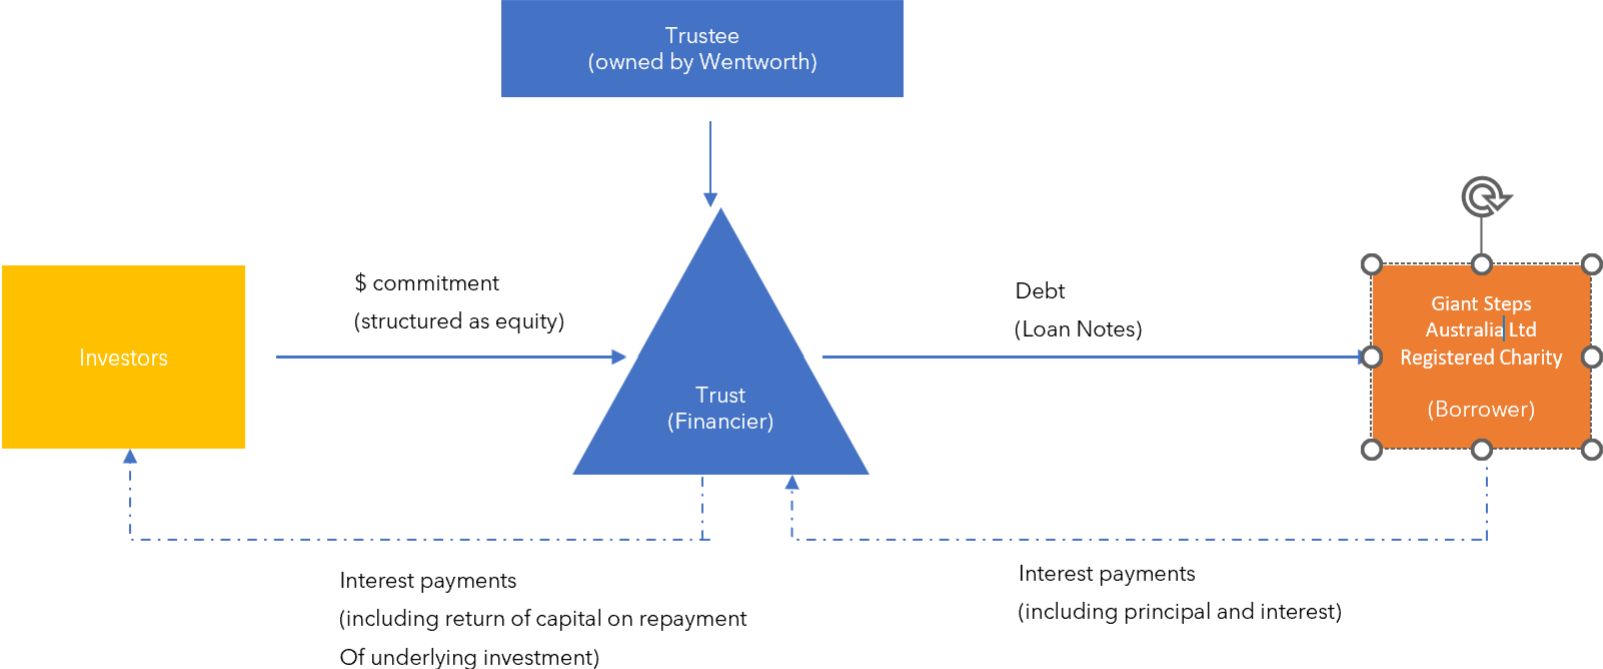 Trustee
(owned by Wentworth)
$ commitment
(structured as equity)
Debt
(Loan Notes)
Giant Steps
Australia Ltd
Registered Charity
(Borrower)
Investors
Trust
(Financier)
Interest payments
(including return of capital on repayment
Of underlying investment)
Interest payments
(including principal and interest)